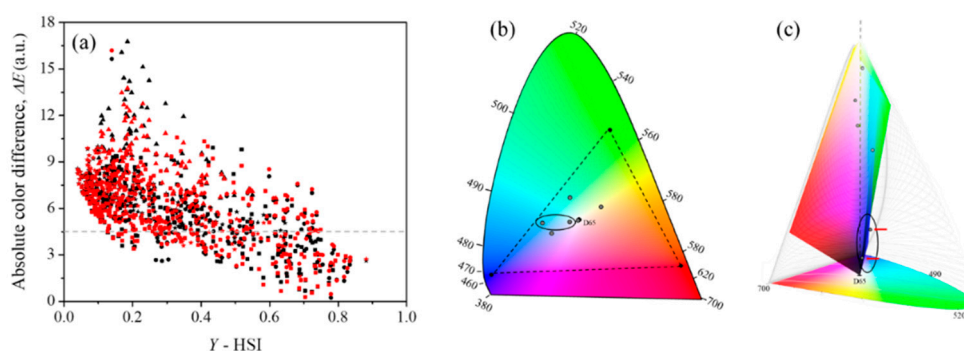 (a)
Absolute color difference, ΔE (a.u.)
18
15
12
9
6
3
0
0.0 0.2 0.4 0.6 0.8 1.0
Y - HSI
(b)
520
540
500
560
490
580
D65
480
580
470
460
620
380
700
(c)
700
D65
490
520